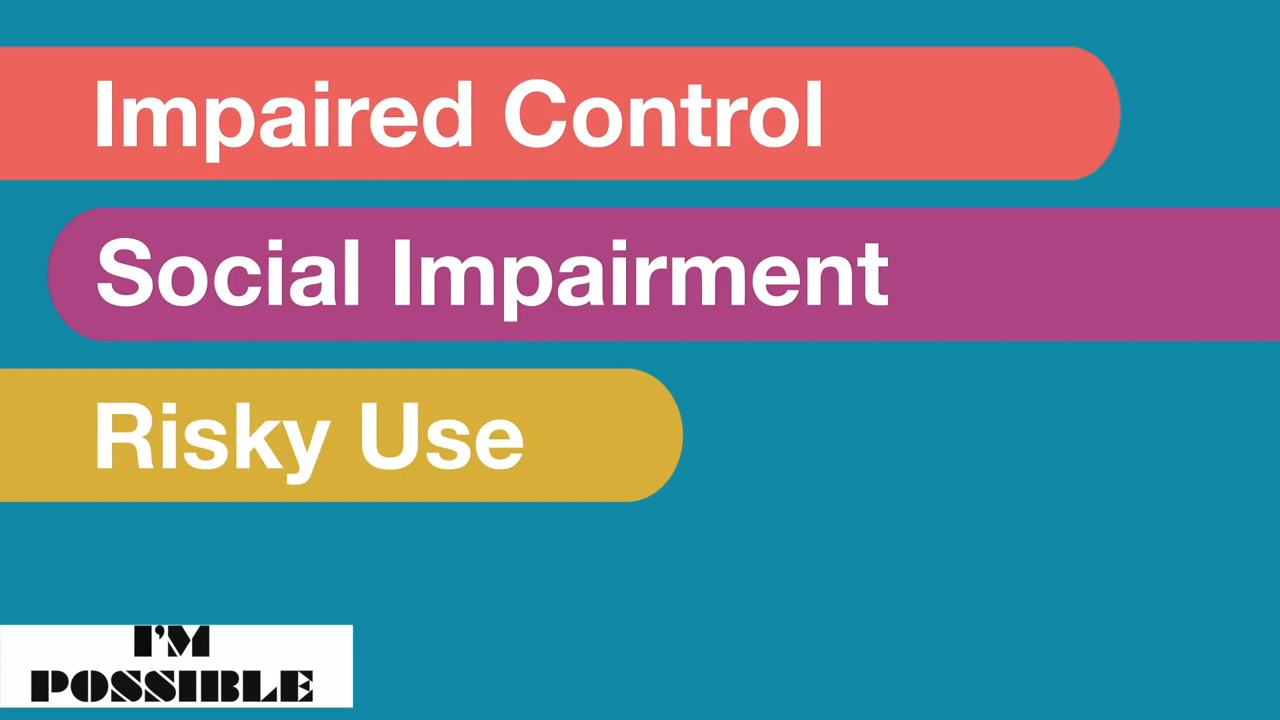 Impaired Control
Social Impairment
Risky Use
I'M
POSSIBLE